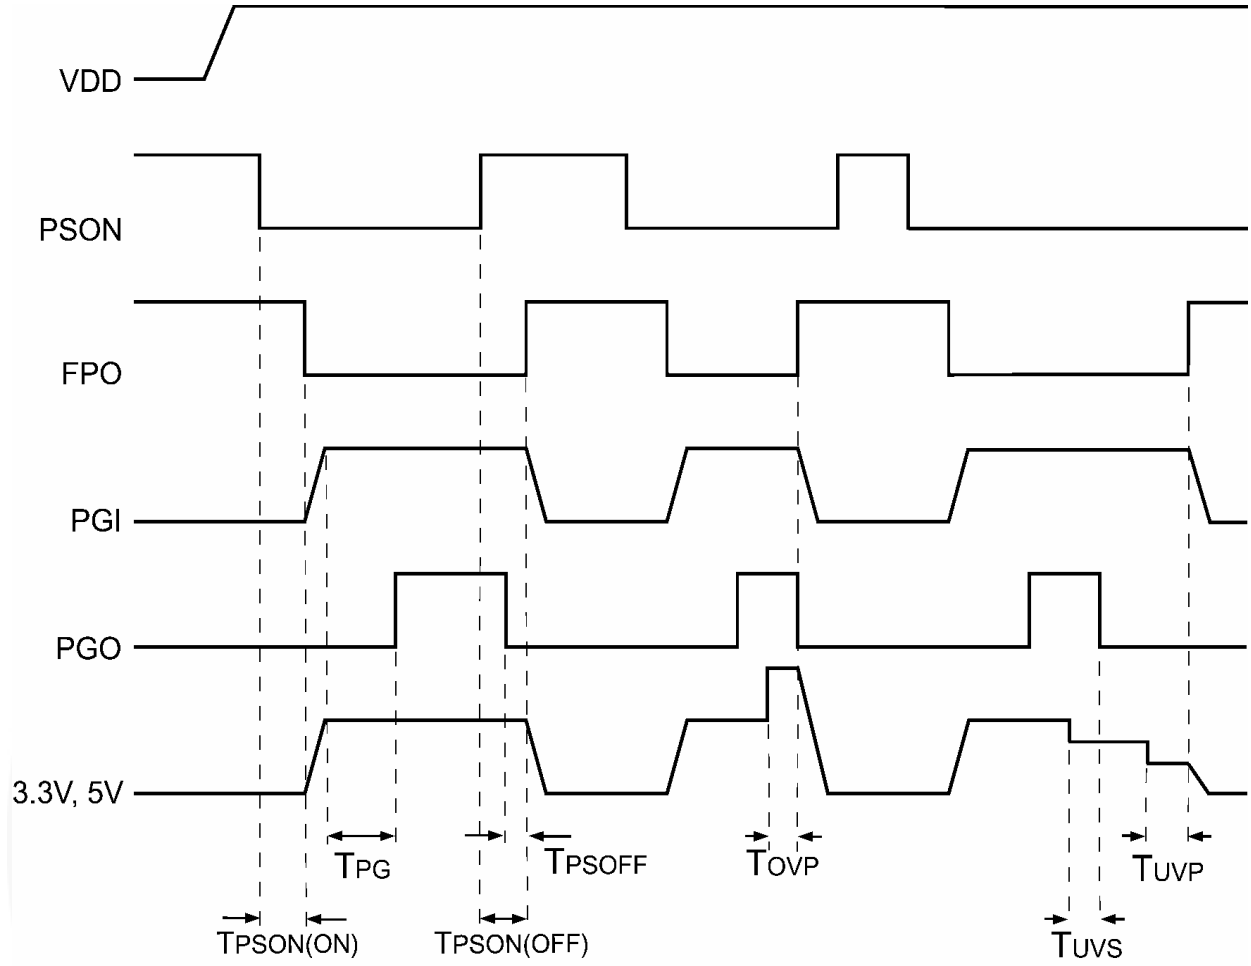 VDD
PSON
FPO
PGI
PGO
3.3V, 5V
TPG
TPSOFF
TOVP
TUVP
TPSON(ON)
TPSON(OFF)
TUVS